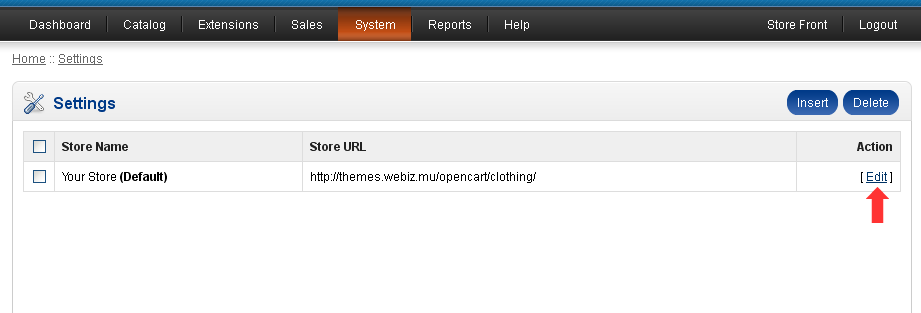 Dashboard Catalog Extensions Sales System Reports Help Store Front Logout
Home :: Settings
Settings Insert Delete
Store Name Store URL Action
Your Store (Default) http://themes.webiz.mu/opencart/clothing/ [ Edit ]